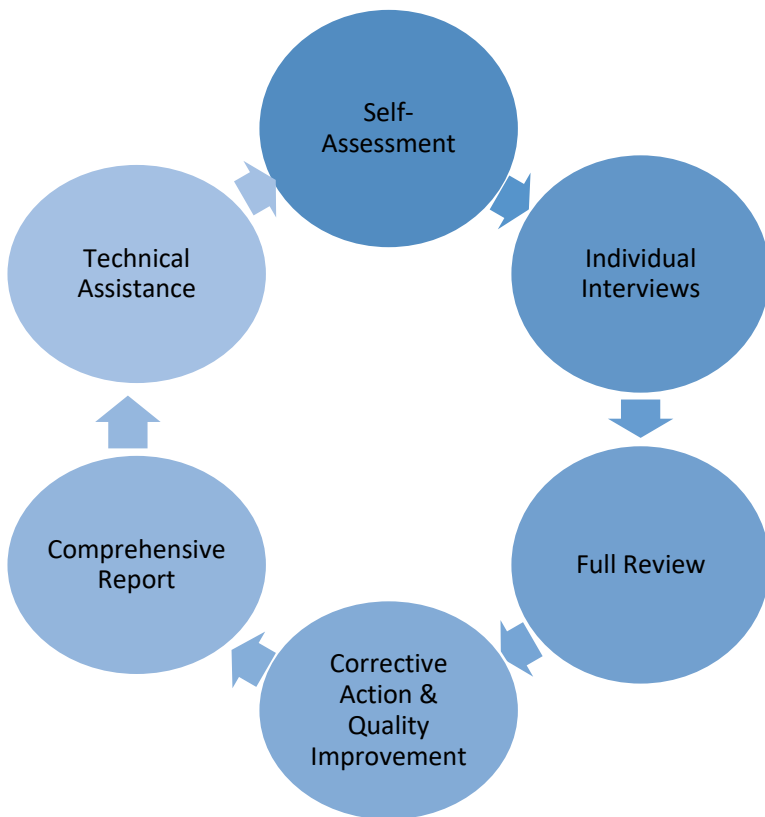 Self-
Assessment
Individual
Interviews
Full Review
Corrective
Action &
Quality
Improvement
Comprehensive
Report
Technical
Assistance